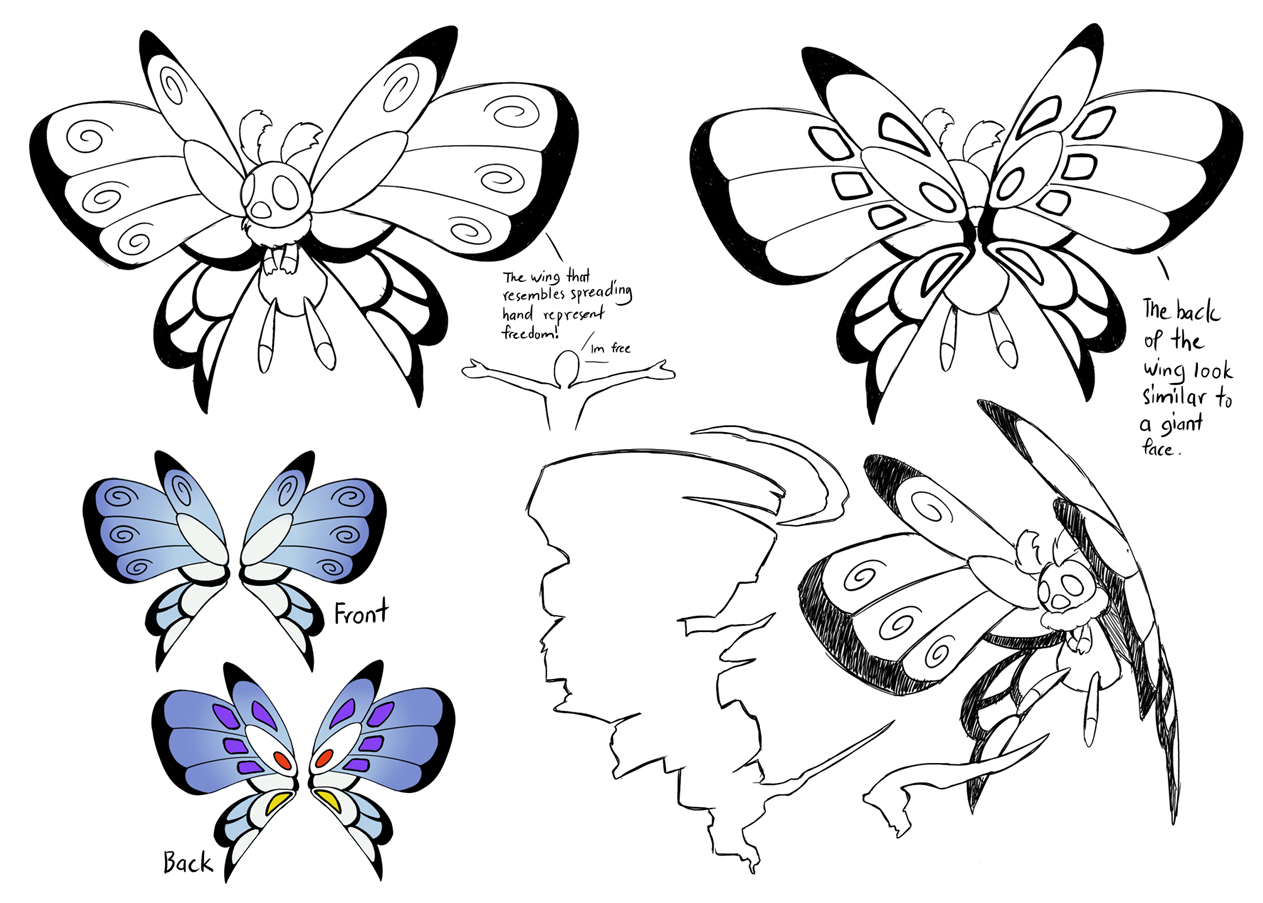 The wing that
resembles spreading
hand represent
freedom!
Im free
The back
of the
wing look
similar to
a giant
face.
Front
Back